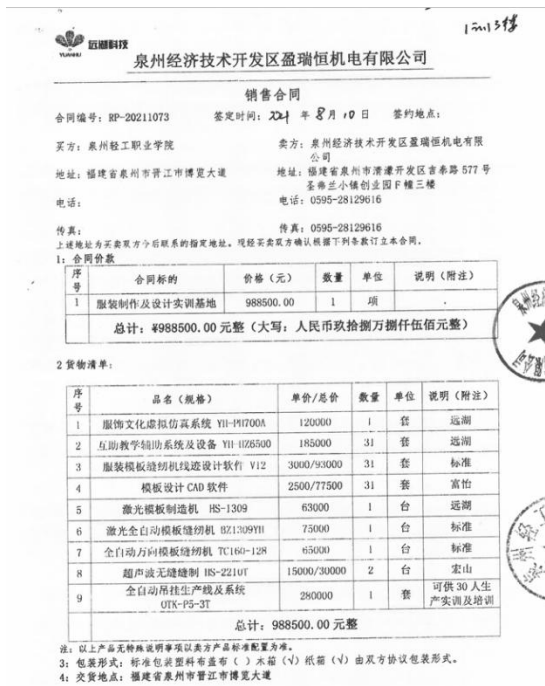 1in13楼
远湖科技
YUANHU
泉州经济技术开发区盈瑞恒机电有限公司
销售合同
合同编号：RP-20211073 签定时间：2021 年 8 月 10 日 签约地点：
买方：泉州轻工职业学院 卖方：泉州经济技术开发区盈瑞恒机电有限
公司
地址：福建省泉州市晋江市博览大道 地址：福建省泉州市清濛开发区吉泰路 577 号
圣弗兰小镇创业园 F 幢三楼
电话： 电话：0595-28129616
传真： 传真：0595-28129616
上述地址为买卖双方今后联系的指定地址。现经买卖双方确认根据下列条款订立本合同。
1：合同价款
序号 合同标的 价格（元） 数量 单位 说明（附注）
1 服装制作及设计实训基地 988500.00 1 项
总计：¥988500.00 元整（大写：人民币玖拾捌万捌仟伍佰元整）
2 货物清单：
序号 品名（规格） 单价/总价 数量 单位 说明（附注）
1 服饰文化虚拟仿真系统 YH-PH700A 120000 1 套 远湖
2 互助教学辅助系统及设备 YH-HZ6500 185000 31 套 远湖
3 服装模板缝纫机线迹设计软件 V12 3000/93000 31 套 标准
4 模板设计 CAD 软件 2500/77500 31 套 富怡
5 激光模板制造机 HS-1309 63000 1 台 远湖
6 激光全自动模板缝纫机 BZ1309YH 75000 1 台 标准
7 全自动万向模板缝纫机 TC160-128 65000 1 台 标准
8 超声波无缝缝制 HS-2210T 15000/30000 2 台 宏山
9 全自动吊挂生产线及系统 OTK-P5-3T 280000 1 套 可供 30 人生产实训及培训
总计：988500.00 元整
注：以上产品无特殊说明事项以卖方产品标准配置为准。
3：包装形式：标准包装塑料布盖布（ ）木箱（√）纸箱（√）由双方协议包装形式。
4：交货地点：福建省泉州市晋江市博览大道